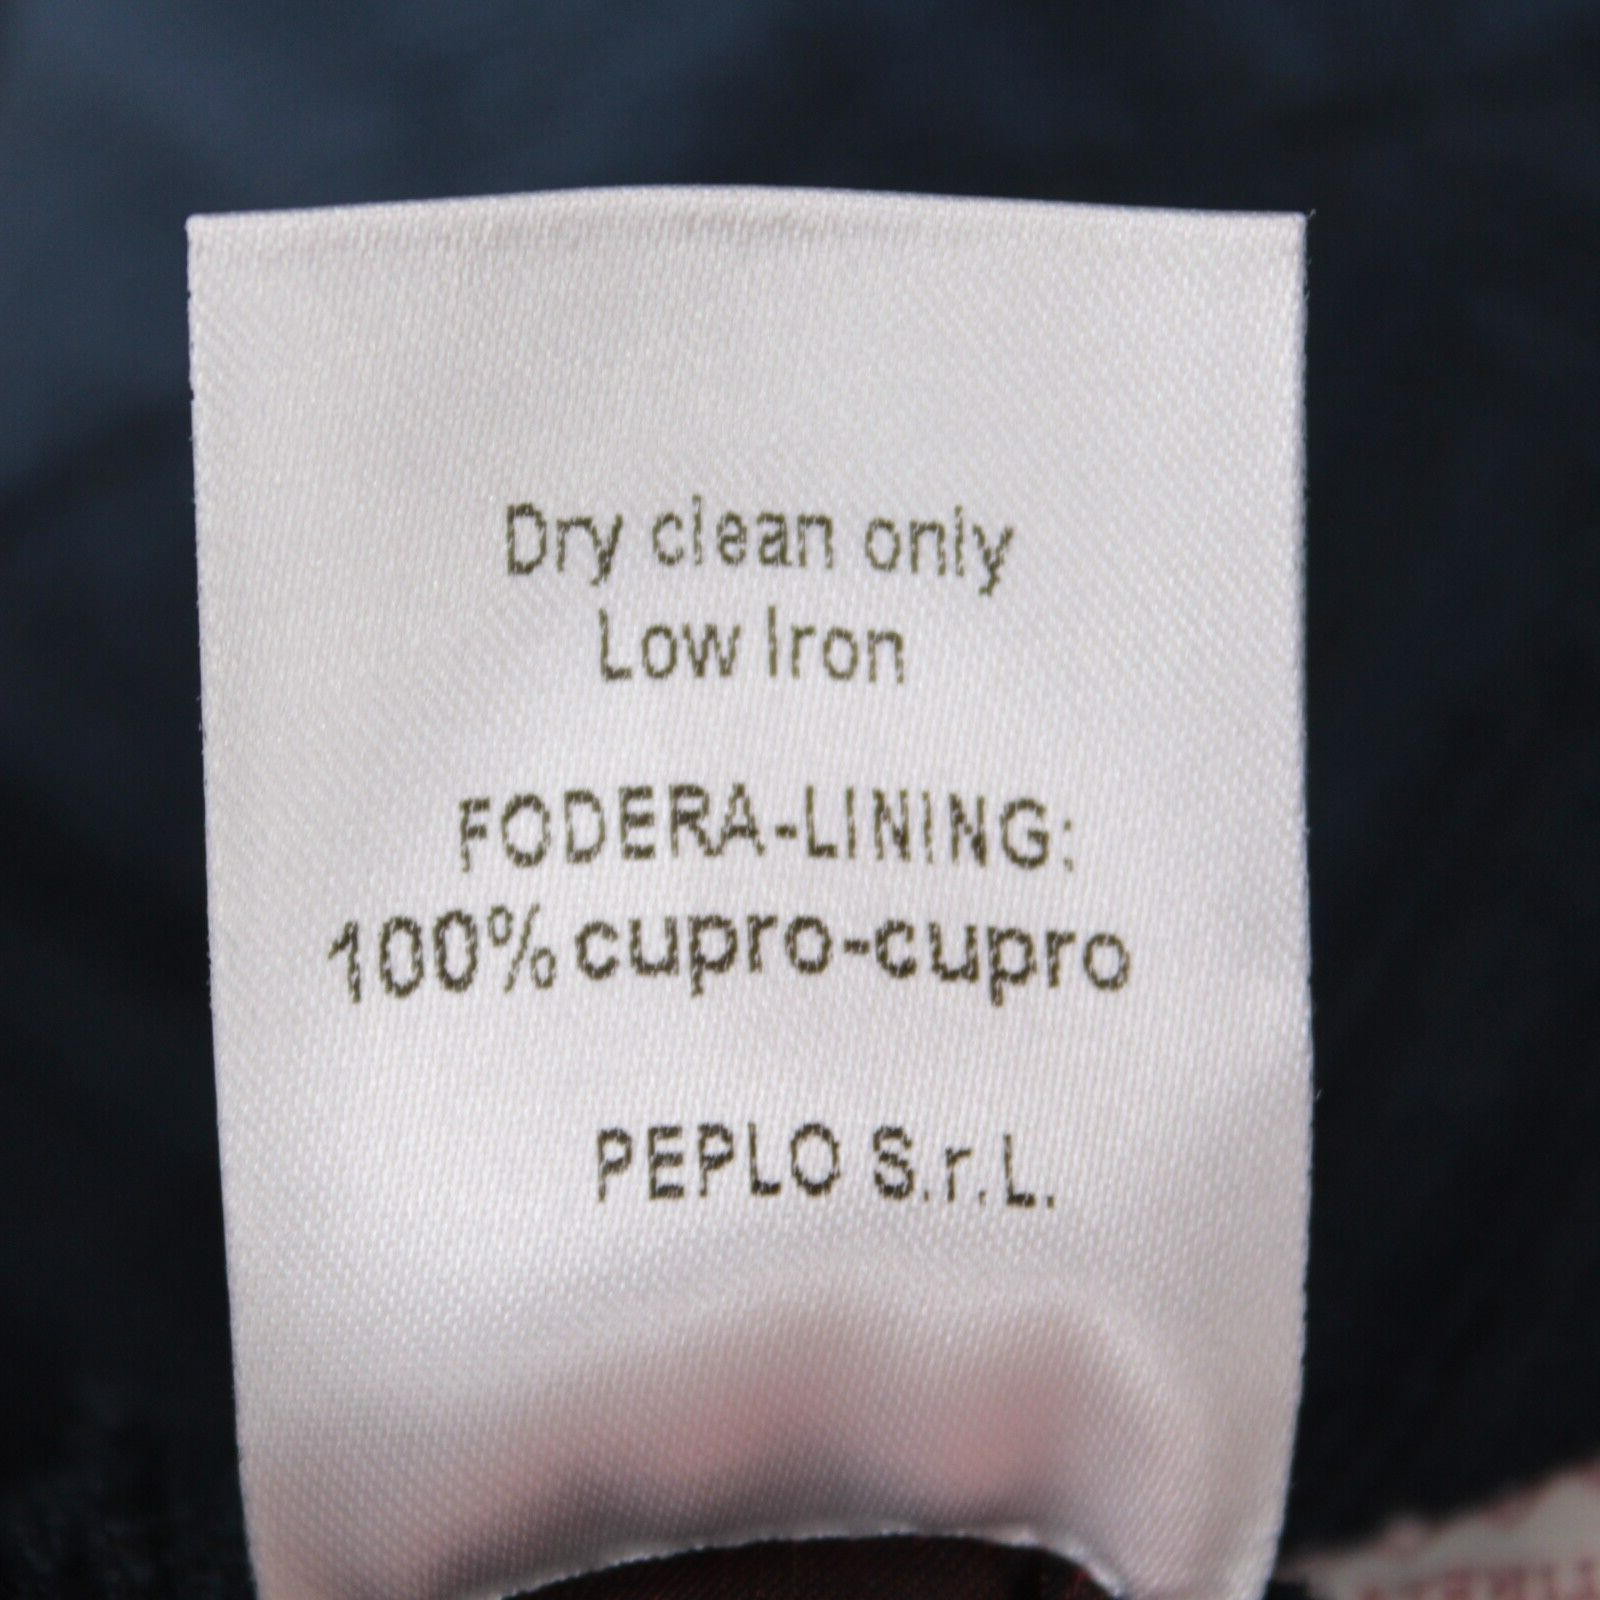 Dry clean only
Low Iron
FODERA-LINING:
100% cupro-cupro
PEPLO S.r.L.